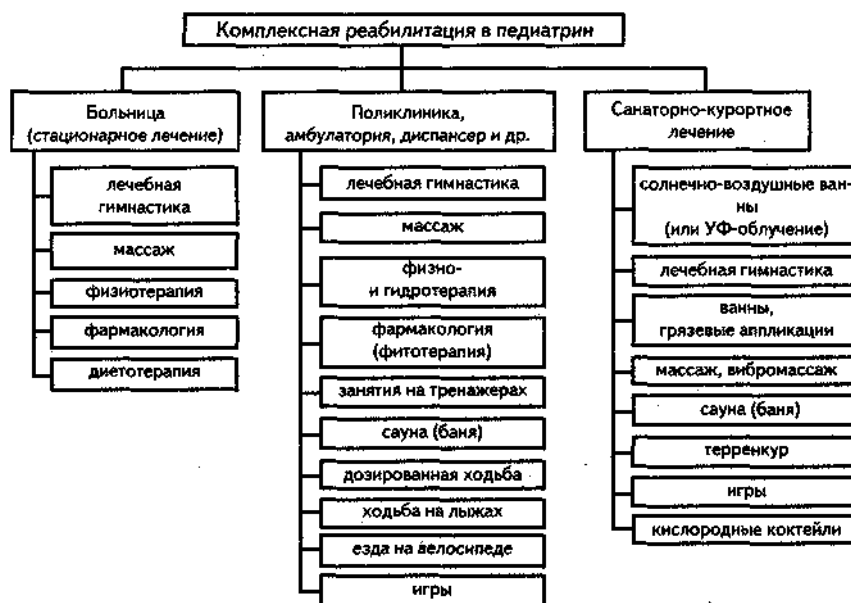 Комплексная реабилитация в педиатрин
Больница
(стационарное лечение)
лечебная
гимнастика
массаж
физиотерапия
фармакология
диетотерапия
Поликлиника,
амбулатория, диспансер и др.
лечебная гимнастика
массаж
физно-
и гидротерапия
фармакология
(фитотерапия)
занятия на тренажерах
сауна (баня)
дозированная ходьба
ходьба на лыжах
езда на велосипеде
игры
Санаторно-курортное
лечение
солнечно-воздушные ван-
ны
(или УФ-облучение)
лечебная гимнастика
ванны,
грязевые аппликации
массаж, вибромассаж
сауна (баня)
терренкур
игры
кислородные коктейли